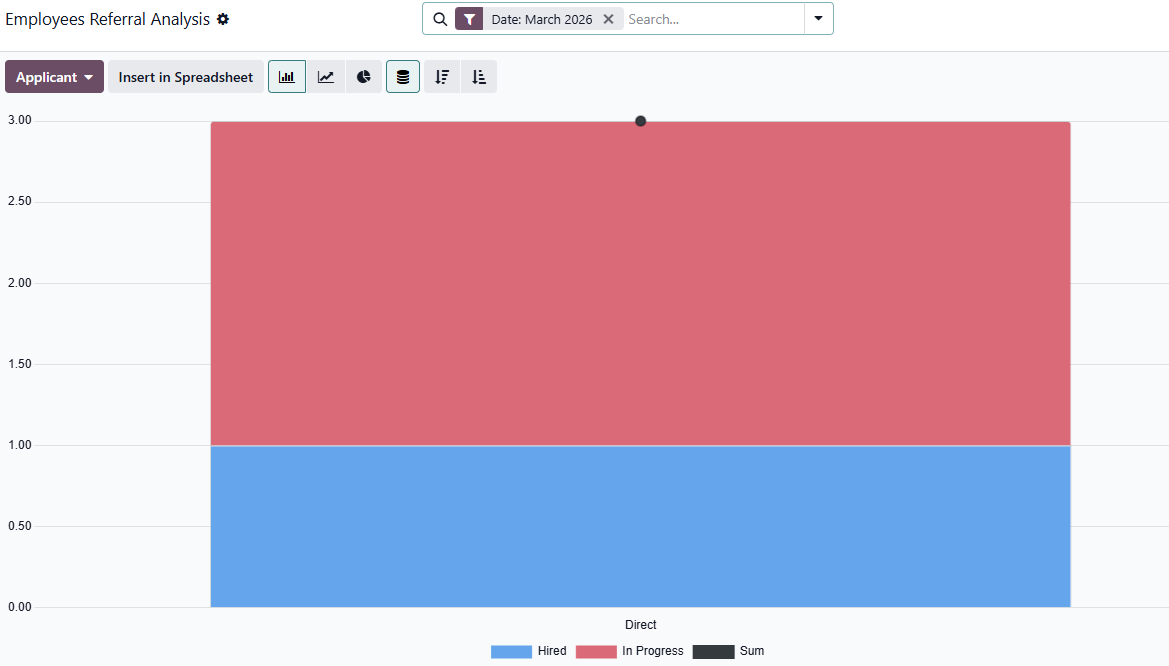 Employees Referral Analysis
Date: March 2026
Search...
Applicant
Insert in Spreadsheet
3.00
2.50
2.00
1.50
1.00
0.50
0.00
Direct
Hired In Progress Sum